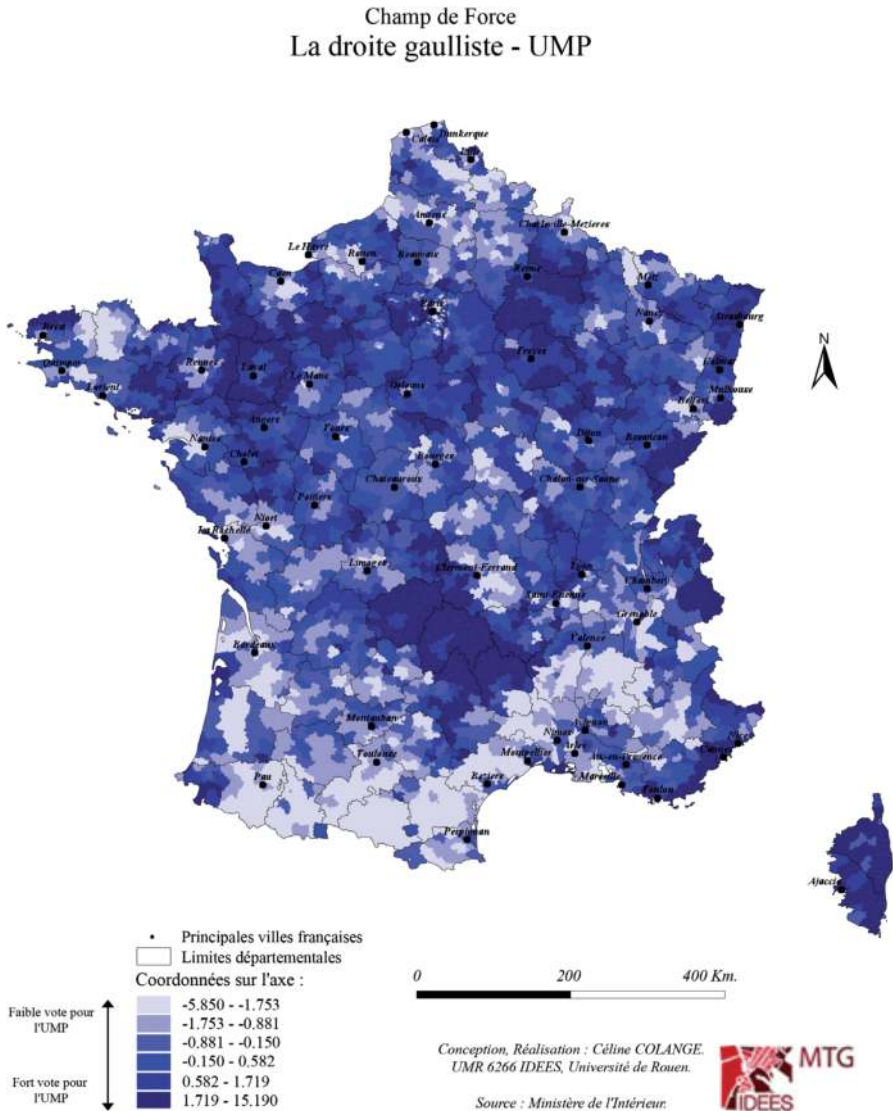 Champ de Force
La droite gaulliste - UMP
Dunkerque
Calais
Lille
Amiens
Charleville-Mezieres
Le Havre
Rouen
Beauvais
Reims
Caen
Metz
Paris
Nancy
Strasbourg
Brest
Quimper
Rennes
Laval
Le Mans
Troyes
Colmar
Lorient
Orleans
Mulhouse
Belfort
Angers
Tours
Dijon
Besancon
Nantes
Cholet
Bourges
Chateauroux
Chalon-sur-Saone
Poitiers
Niort
La Rochelle
Limoges
Clermont-Ferrand
Lyon
Chambery
Saint-Etienne
Grenoble
Valence
Bordeaux
Montauban
Avignon
Nimes
Nice
Toulouse
Montpellier
Arles
Aix-en-Provence
Cannes
Pau
Beziers
Marseille
Toulon
Perpignan
Ajaccio
N
• Principales villes françaises
Limites départementales
Coordonnées sur l'axe :
Faible vote pour
l'UMP
Fort vote pour
l'UMP
-5.850 - -1.753
-1.753 - -0.881
-0.881 - -0.150
-0.150 - 0.582
0.582 - 1.719
1.719 - 15.190
0 200 400 Km.
Conception, Réalisation : Céline COLANGE.
UMR 6266 IDEES, Université de Rouen.
Source : Ministère de l'Intérieur.
MTG
IDEES